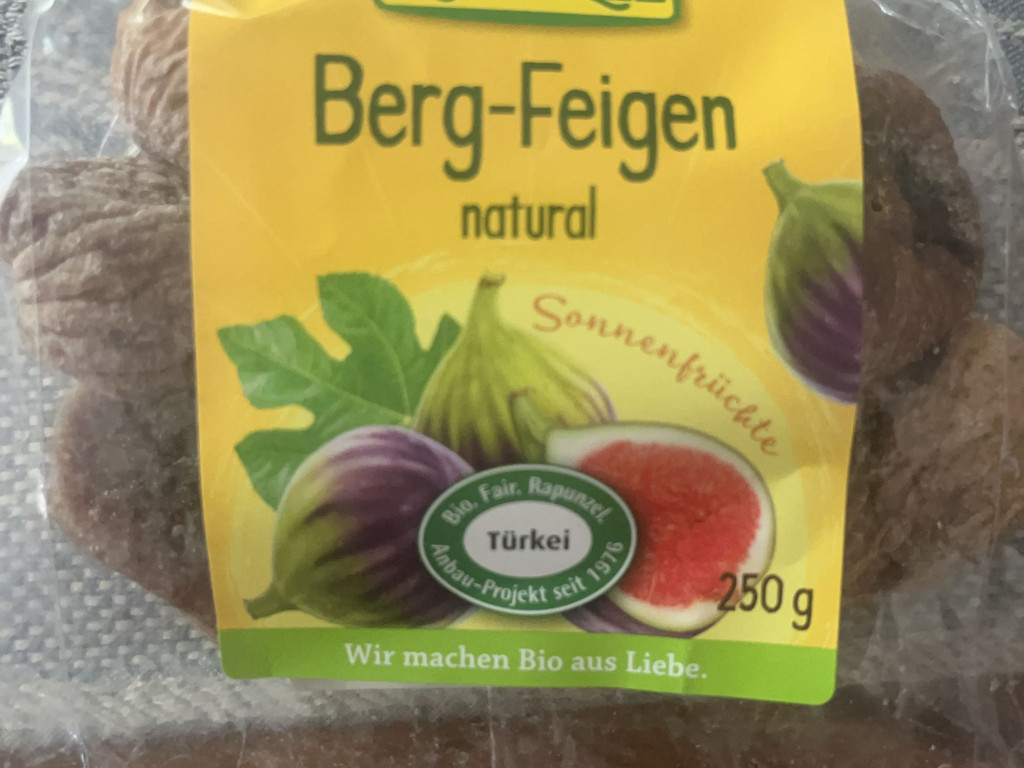 Berg-Feigen
natural
Sonnenfrüchte
Bio. Fair. Rapunzel.
Türkei
Anbau-Projekt seit 1976
250 g
Wir machen Bio aus Liebe.